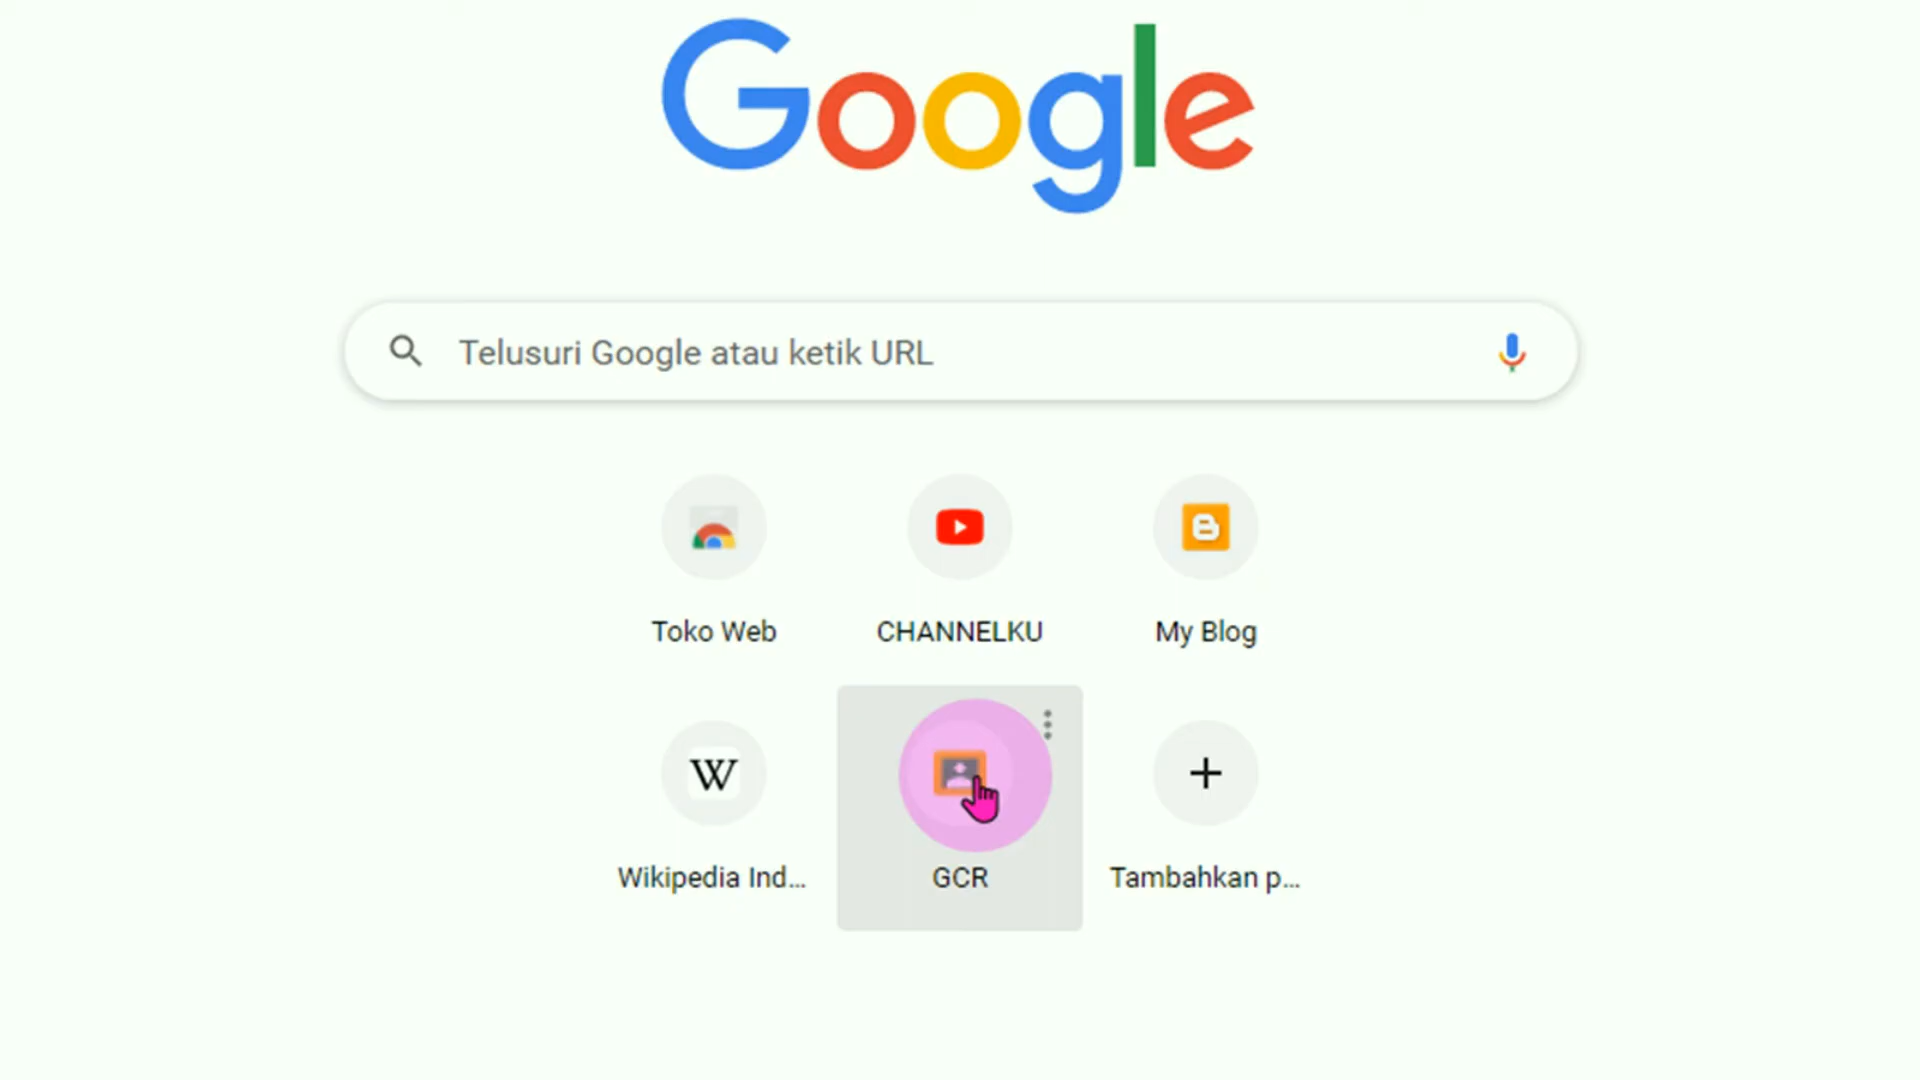 Google
Telusuri Google atau ketik URL
Toko Web
CHANNELKU
My Blog
W
Wikipedia Ind...
GCR
Tambahkan p...